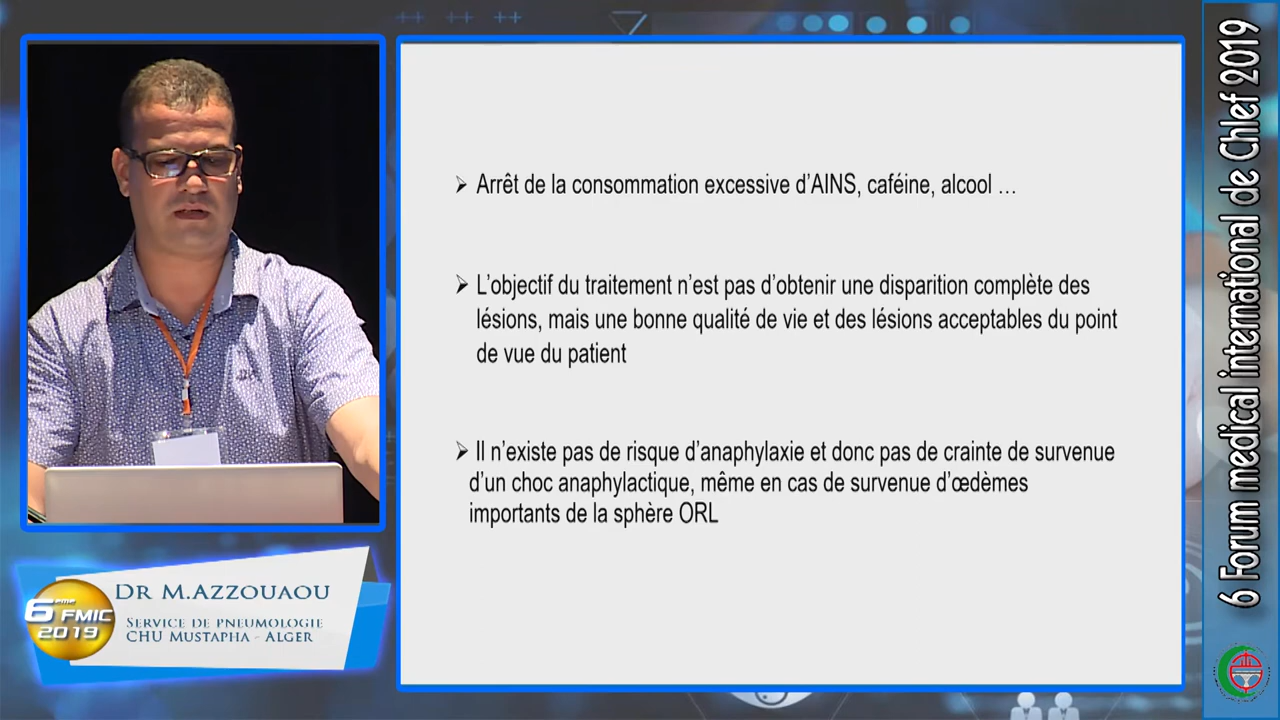 Arrêt de la consommation excessive d’AINS, caféine, alcool …
L’objectif du traitement n’est pas d’obtenir une disparition complète des
lésions, mais une bonne qualité de vie et des lésions acceptables du point
de vue du patient
Il n’existe pas de risque d’anaphylaxie et donc pas de crainte de survenue
d’un choc anaphylactique, même en cas de survenue d’œdèmes
importants de la sphère ORL
6ème FMIC
2019
Dr M.Azzouaou
Service de pneumologie
CHU Mustapha - Alger
6 Forum medical international de Chlef 2019